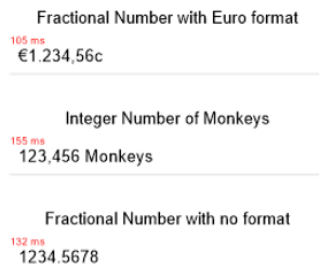 Fractional Number with Euro format
105 ms
€1.234,56c
Integer Number of Monkeys
155 ms
123,456 Monkeys
Fractional Number with no format
132 ms
1234.5678